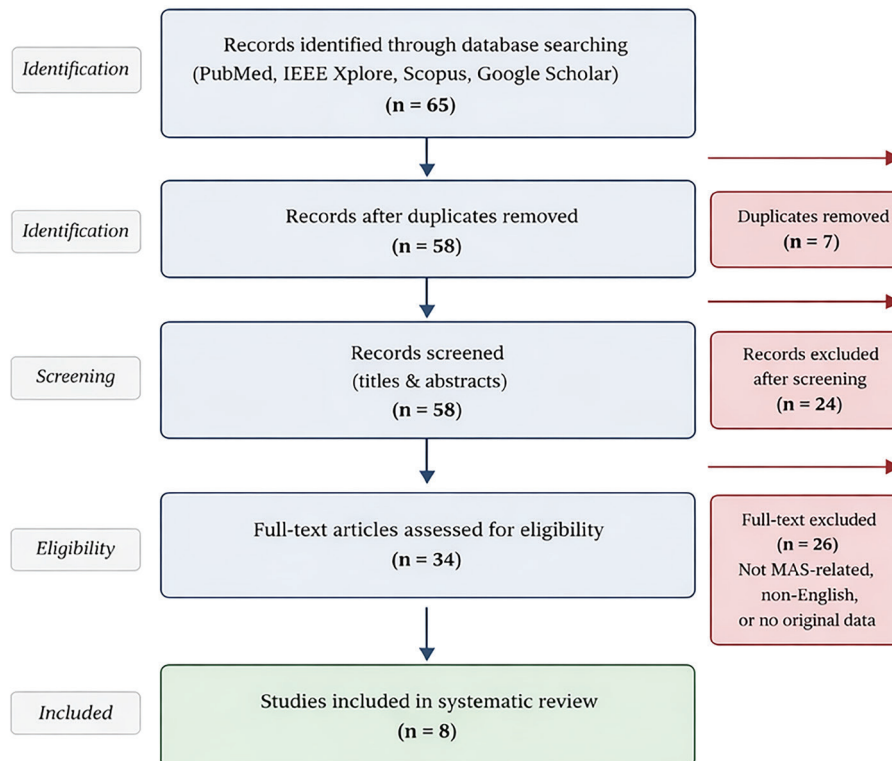 Identification
Records identified through database searching
(PubMed, IEEE Xplore, Scopus, Google Scholar)
(n = 65)
Identification
Records after duplicates removed
(n = 58)
Duplicates removed
(n = 7)
Screening
Records screened
(titles & abstracts)
(n = 58)
Records excluded
after screening
(n = 24)
Eligibility
Full-text articles assessed for eligibility
(n = 34)
Full-text excluded
(n = 26)
Not MAS-related,
non-English,
or no original data
Included
Studies included in systematic review
(n = 8)